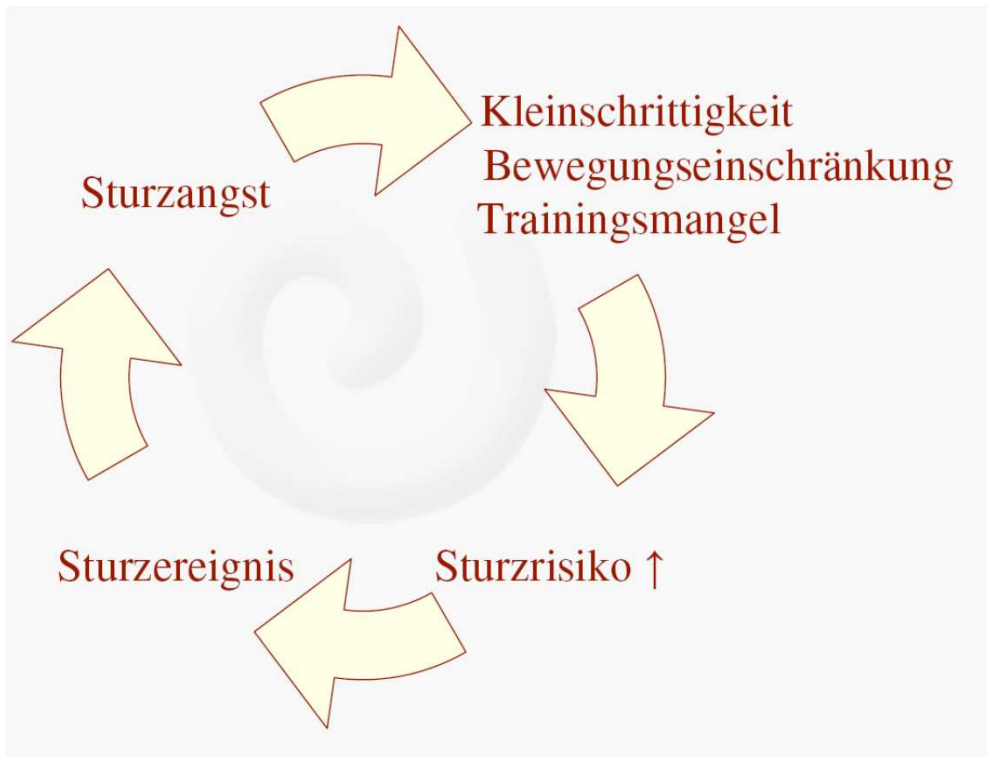 Kleinschrittigkeit
Bewegungseinschränkung
Trainingsmangel
Sturzangst
Sturzereignis
Sturzrisiko ↑